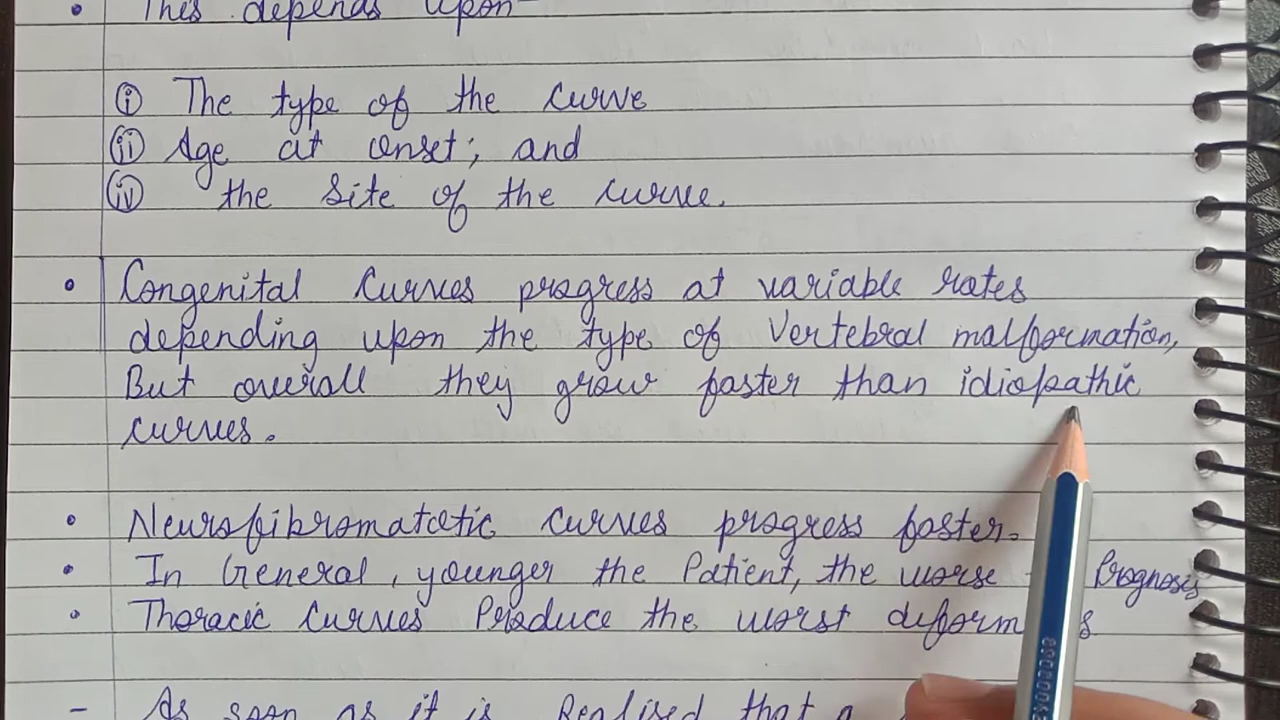 • This depends upon-
(i) The type of the curve
(ii) Age at onset; and
(iv) the site of the curve.
• Congenital curves progress at variable rates
depending upon the type of vertebral malformation,
But overall they grow faster than idiopathic
curves.
• Neurofibromatotic curves progress faster.
• In General, younger the Patient, the worse Prognosis
• Thoracic curves Produce the worst
- As soon as it is Realised that a